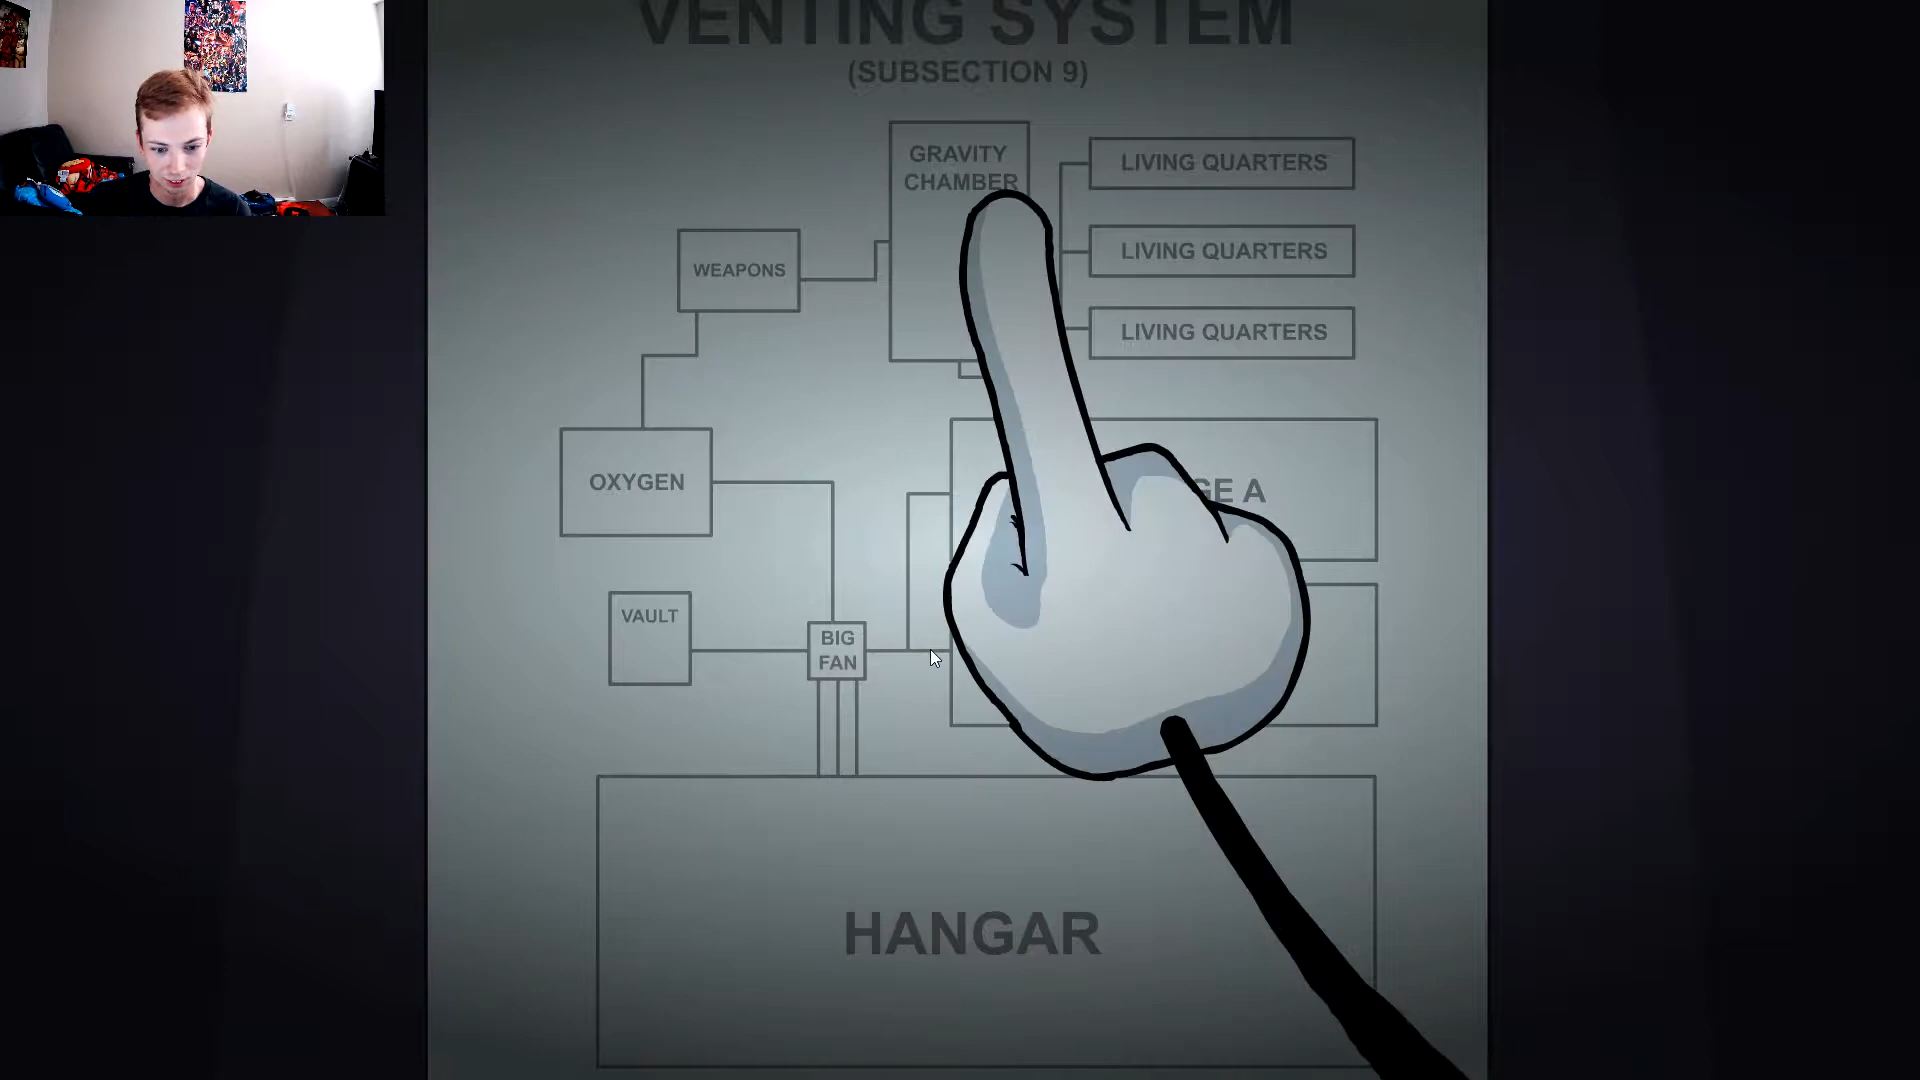 VENTING SYSTEM
(SUBSECTION 9)
GRAVITY
CHAMBER
LIVING QUARTERS
WEAPONS
LIVING QUARTERS
LIVING QUARTERS
OXYGEN
GE A
VAULT
BIG
FAN
HANGAR